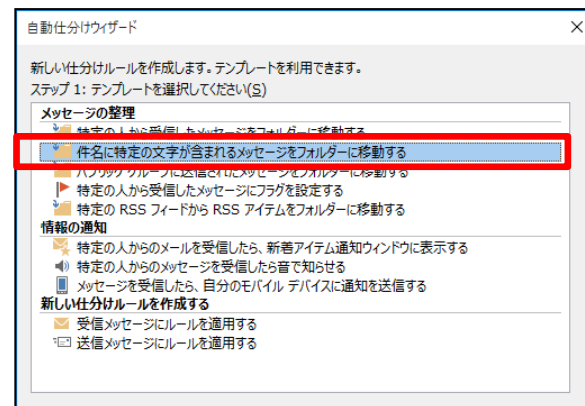 自動仕分けウィザード
新しい仕分けルールを作成します。テンプレートを利用できます。
ステップ 1: テンプレートを選択してください(S)
メッセージの整理
特定の人から受信したメッセージをフォルダーに移動する
件名に特定の文字が含まれるメッセージをフォルダーに移動する
パブリック グループに送信されたメッセージをフォルダーに移動する
特定の人から受信したメッセージにフラグを設定する
特定の RSS フィードから RSS アイテムをフォルダーに移動する
情報の通知
特定の人からのメールを受信したら、新着アイテム通知ウィンドウに表示する
特定の人からのメッセージを受信したら音で知らせる
メッセージを受信したら、自分のモバイル デバイスに通知を送信する
新しい仕分けルールを作成する
受信メッセージにルールを適用する
送信メッセージにルールを適用する